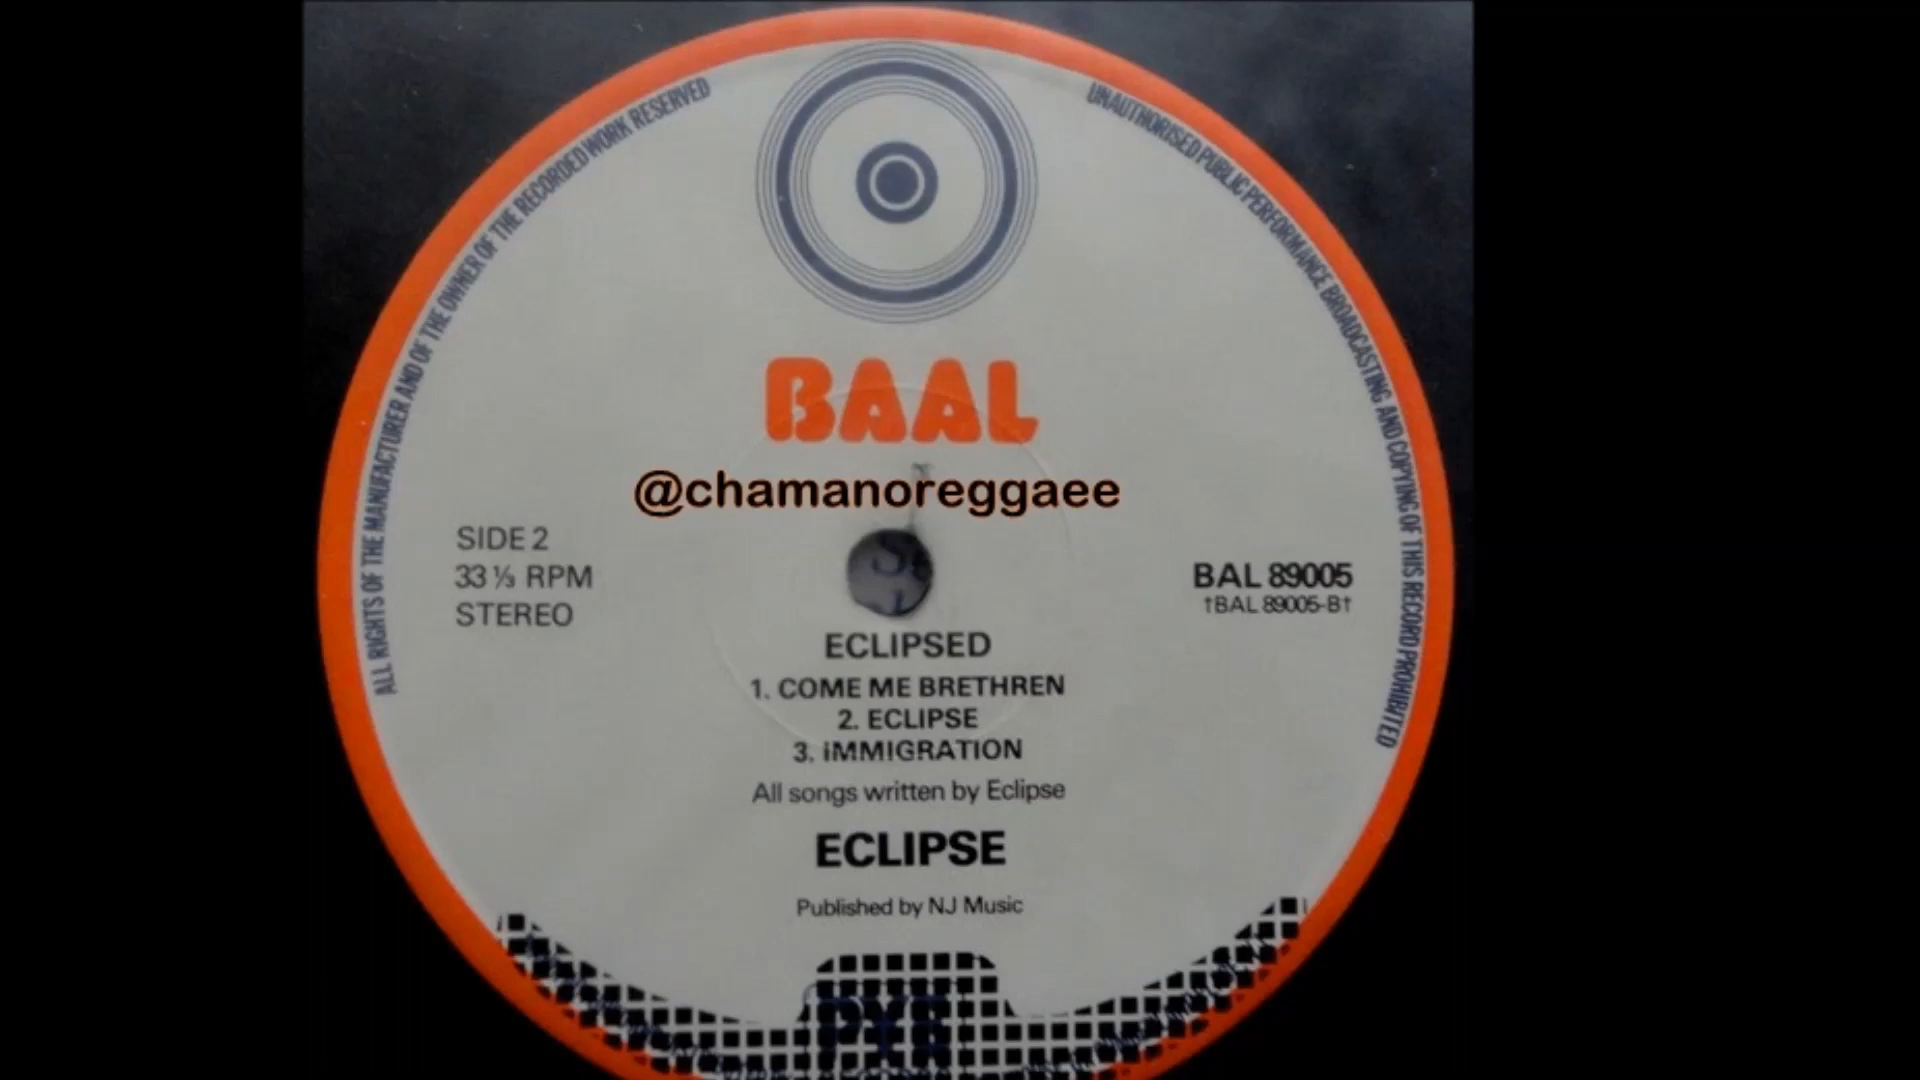 ALL RIGHTS OF THE MANUFACTURER AND OF THE OWNER OF THE RECORDED WORK RESERVED
UNAUTHORISED PUBLIC PERFORMANCE BROADCASTING AND COPYING OF THIS RECORD PROHIBITED
BAAL
@chamanoreggaee
SIDE 2
33 ⅓ RPM
STEREO
BAL 89005
†BAL 89005-B†
ECLIPSED
1. COME ME BRETHREN
2. ECLIPSE
3. IMMIGRATION
All songs written by Eclipse
ECLIPSE
Published by NJ Music
PYE